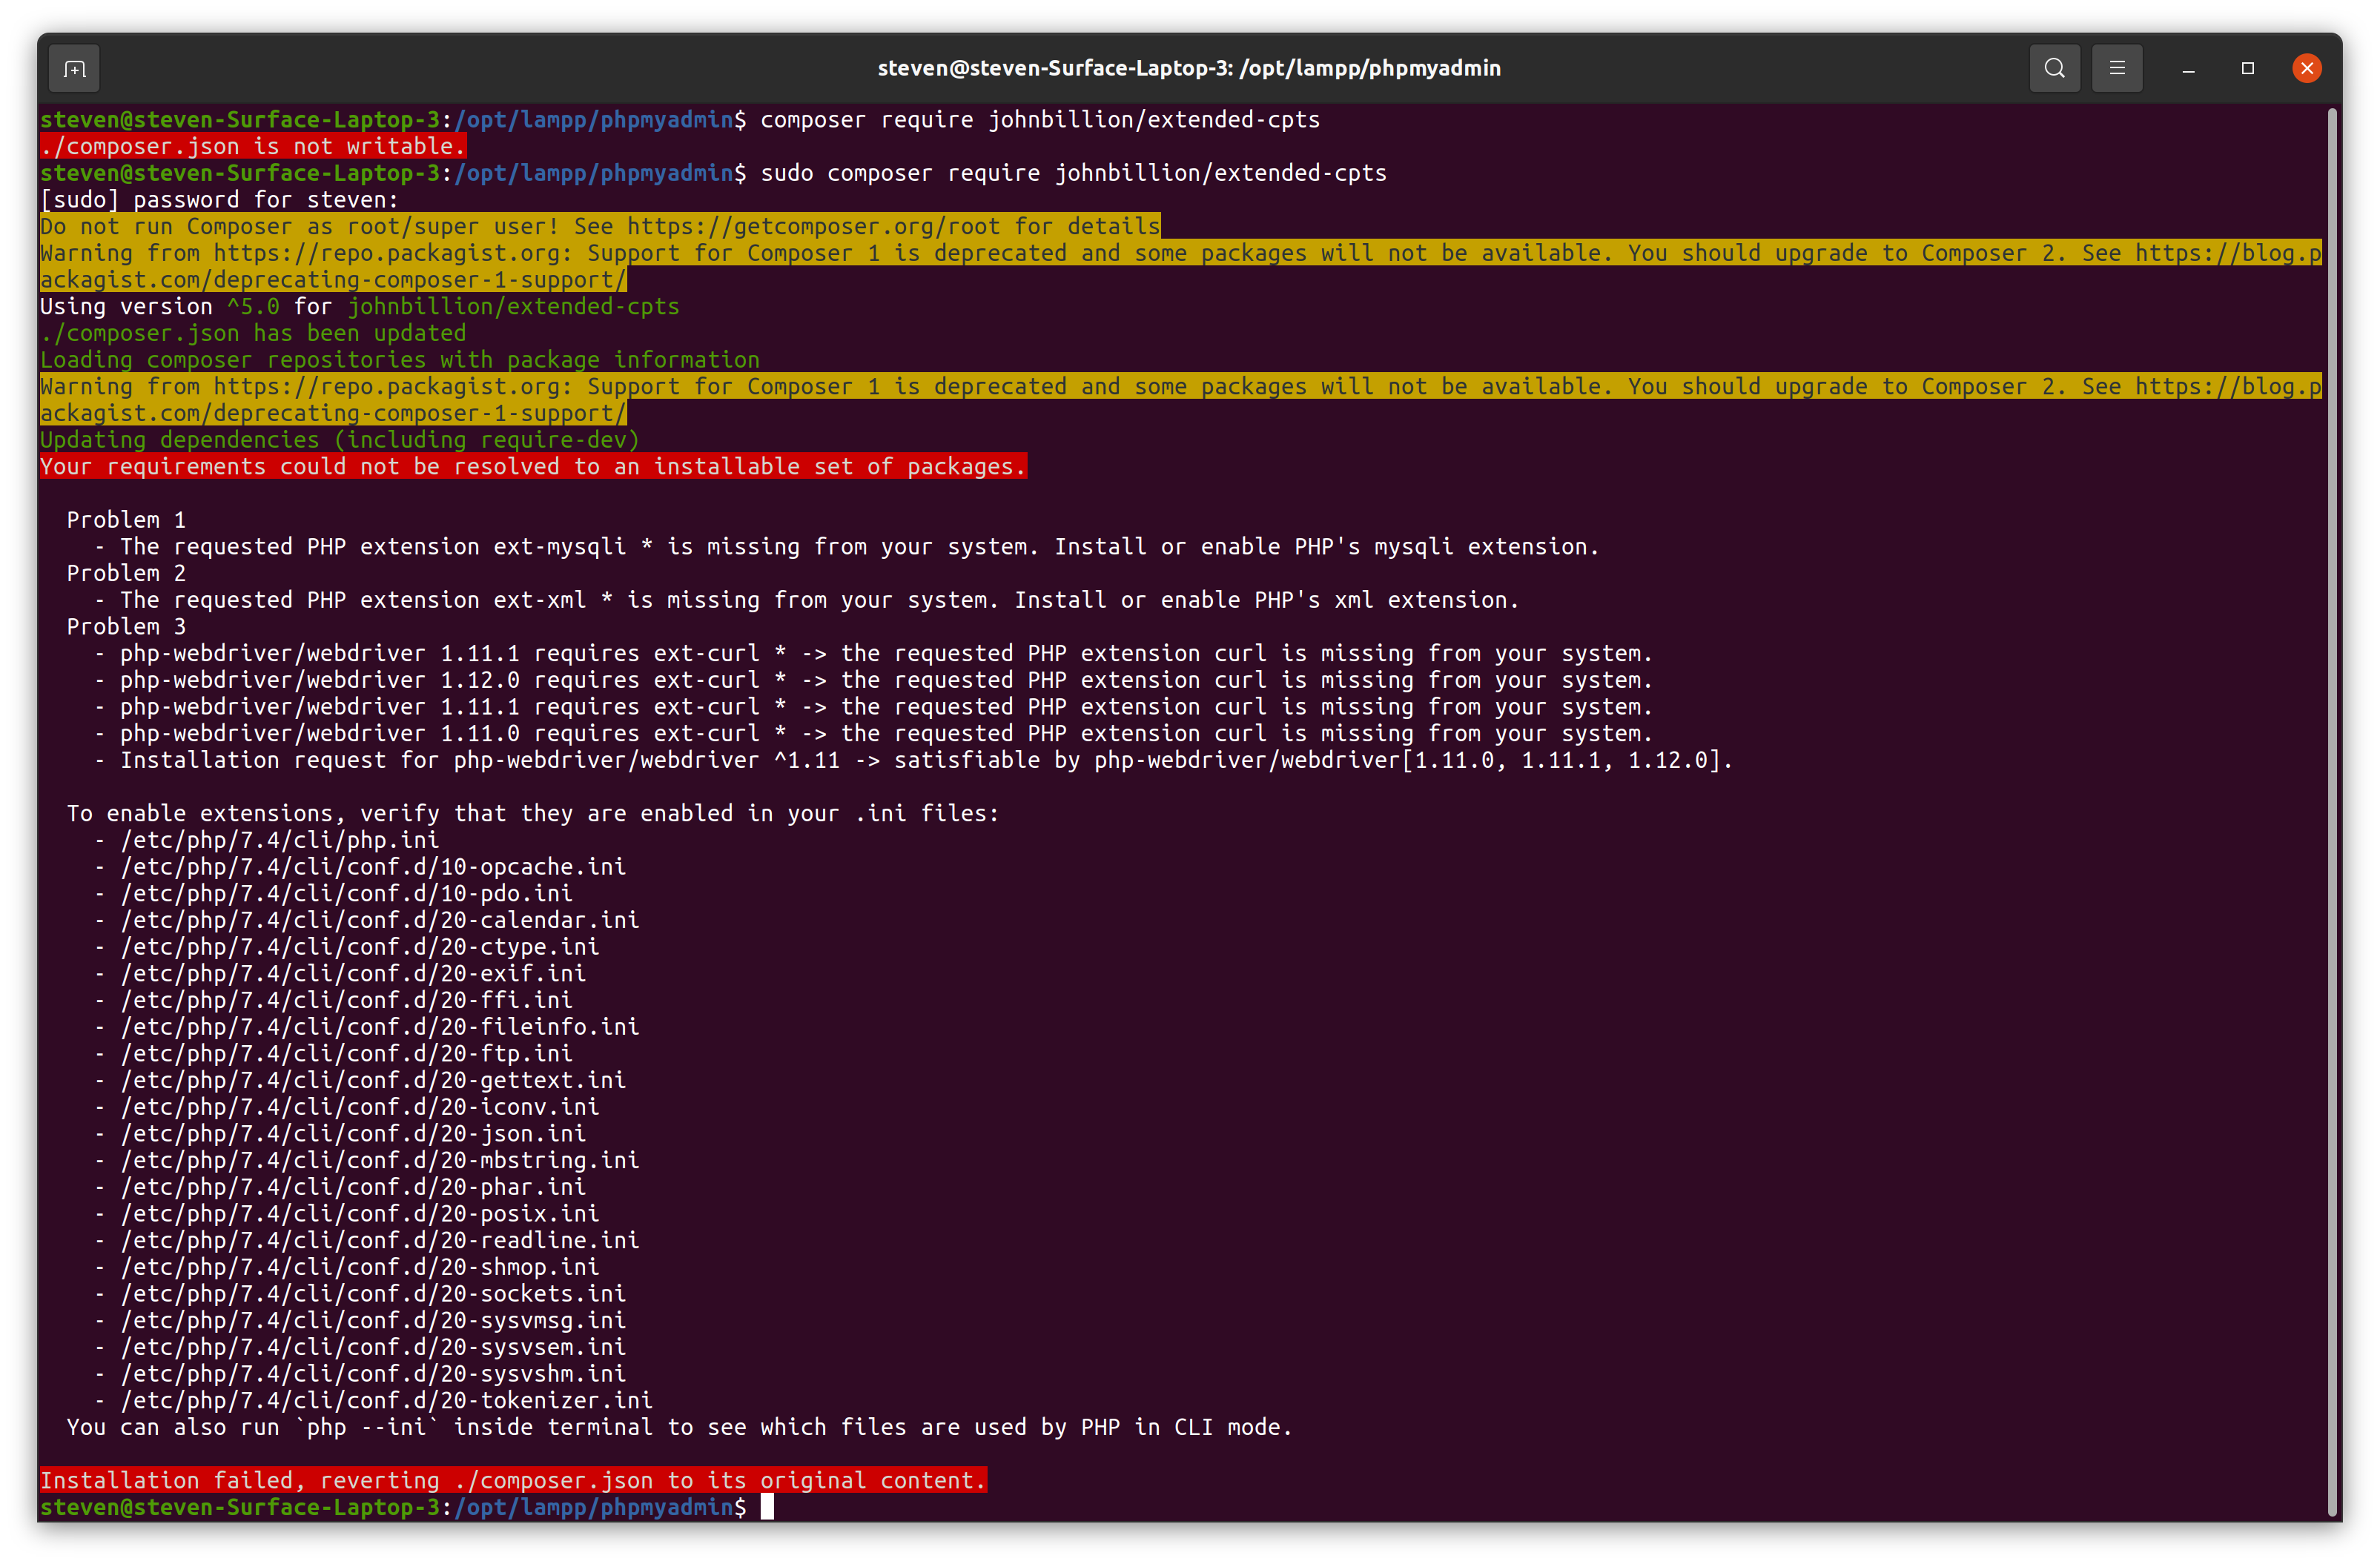 steven@steven-Surface-Laptop-3: /opt/lampp/phpmyadmin
steven@steven-Surface-Laptop-3:/opt/lampp/phpmyadmin$ composer require johnbillion/extended-cpts
./composer.json is not writable.
steven@steven-Surface-Laptop-3:/opt/lampp/phpmyadmin$ sudo composer require johnbillion/extended-cpts
[sudo] password for steven:
Do not run Composer as root/super user! See https://getcomposer.org/root for details
Warning from https://repo.packagist.org: Support for Composer 1 is deprecated and some packages will not be available. You should upgrade to Composer 2. See https://blog.p
ackagist.com/deprecating-composer-1-support/
Using version ^5.0 for johnbillion/extended-cpts
./composer.json has been updated
Loading composer repositories with package information
Warning from https://repo.packagist.org: Support for Composer 1 is deprecated and some packages will not be available. You should upgrade to Composer 2. See https://blog.p
ackagist.com/deprecating-composer-1-support/
Updating dependencies (including require-dev)
Your requirements could not be resolved to an installable set of packages.
Problem 1
- The requested PHP extension ext-mysqli * is missing from your system. Install or enable PHP's mysqli extension.
Problem 2
- The requested PHP extension ext-xml * is missing from your system. Install or enable PHP's xml extension.
Problem 3
- php-webdriver/webdriver 1.11.1 requires ext-curl * -> the requested PHP extension curl is missing from your system.
- php-webdriver/webdriver 1.12.0 requires ext-curl * -> the requested PHP extension curl is missing from your system.
- php-webdriver/webdriver 1.11.1 requires ext-curl * -> the requested PHP extension curl is missing from your system.
- php-webdriver/webdriver 1.11.0 requires ext-curl * -> the requested PHP extension curl is missing from your system.
- Installation request for php-webdriver/webdriver ^1.11 -> satisfiable by php-webdriver/webdriver[1.11.0, 1.11.1, 1.12.0].
To enable extensions, verify that they are enabled in your .ini files:
- /etc/php/7.4/cli/php.ini
- /etc/php/7.4/cli/conf.d/10-opcache.ini
- /etc/php/7.4/cli/conf.d/10-pdo.ini
- /etc/php/7.4/cli/conf.d/20-calendar.ini
- /etc/php/7.4/cli/conf.d/20-ctype.ini
- /etc/php/7.4/cli/conf.d/20-exif.ini
- /etc/php/7.4/cli/conf.d/20-ffi.ini
- /etc/php/7.4/cli/conf.d/20-fileinfo.ini
- /etc/php/7.4/cli/conf.d/20-ftp.ini
- /etc/php/7.4/cli/conf.d/20-gettext.ini
- /etc/php/7.4/cli/conf.d/20-iconv.ini
- /etc/php/7.4/cli/conf.d/20-json.ini
- /etc/php/7.4/cli/conf.d/20-mbstring.ini
- /etc/php/7.4/cli/conf.d/20-phar.ini
- /etc/php/7.4/cli/conf.d/20-posix.ini
- /etc/php/7.4/cli/conf.d/20-readline.ini
- /etc/php/7.4/cli/conf.d/20-shmop.ini
- /etc/php/7.4/cli/conf.d/20-sockets.ini
- /etc/php/7.4/cli/conf.d/20-sysvmsg.ini
- /etc/php/7.4/cli/conf.d/20-sysvsem.ini
- /etc/php/7.4/cli/conf.d/20-sysvshm.ini
- /etc/php/7.4/cli/conf.d/20-tokenizer.ini
You can also run `php --ini` inside terminal to see which files are used by PHP in CLI mode.
Installation failed, reverting ./composer.json to its original content.
steven@steven-Surface-Laptop-3:/opt/lampp/phpmyadmin$